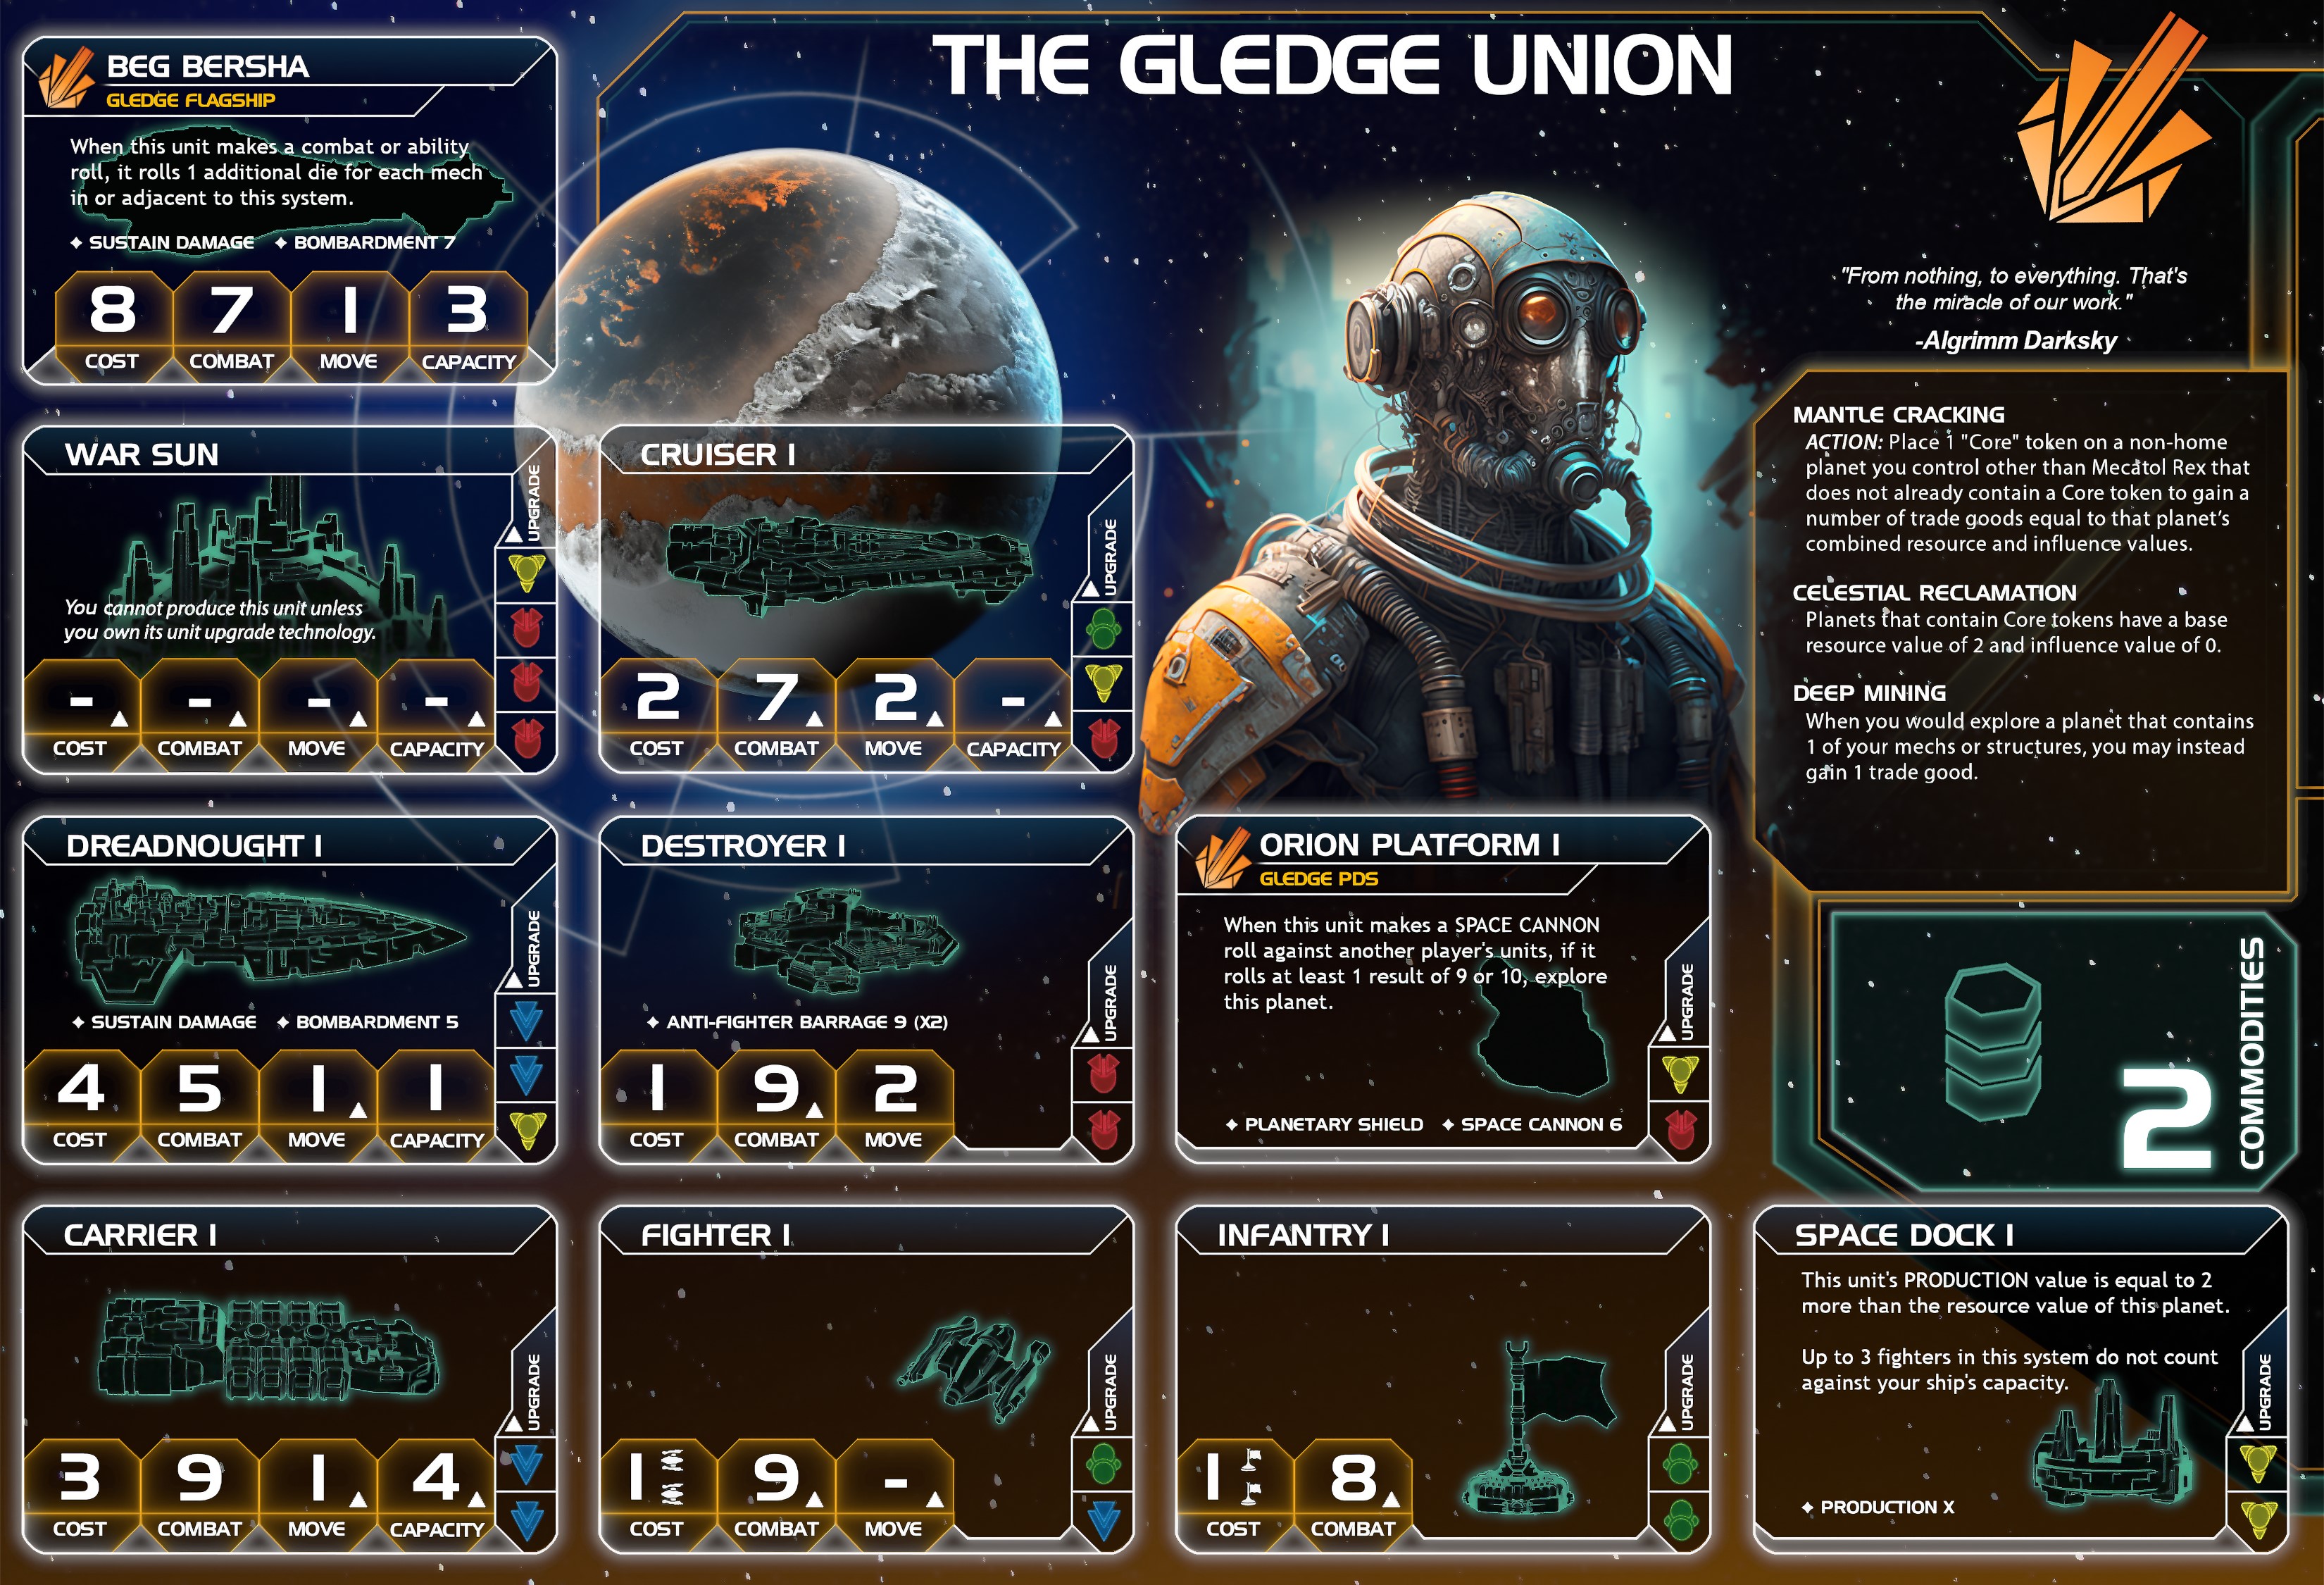 THE GLEDGE UNION
BEG BERSHA
GLEDGE FLAGSHIP
When this unit makes a combat or ability
roll, it rolls 1 additional die for each mech
in or adjacent to this system.
SUSTAIN DAMAGE BOMBARDMENT 7
8 7 1 3
COST COMBAT MOVE CAPACITY
"From nothing, to everything. That's
the miracle of our work."
-Algrimm Darksky
MANTLE CRACKING
ACTION: Place 1 "Core" token on a non-home
planet you control other than Mecatol Rex that
does not already contain a Core token to gain a
number of trade goods equal to that planet's
combined resource and influence values.
CELESTIAL RECLAMATION
Planets that contain Core tokens have a base
resource value of 2 and influence value of 0.
DEEP MINING
When you would explore a planet that contains
1 of your mechs or structures, you may instead
gain 1 trade good.
WAR SUN
UPGRADE
You cannot produce this unit unless
you own its unit upgrade technology.
- - - -
COST COMBAT MOVE CAPACITY
CRUISER I
UPGRADE
2 7 2 -
COST COMBAT MOVE CAPACITY
DREADNOUGHT I
UPGRADE
SUSTAIN DAMAGE BOMBARDMENT 5
4 5 1 1
COST COMBAT MOVE CAPACITY
DESTROYER I
UPGRADE
ANTI-FIGHTER BARRAGE 9 (X2)
1 9 2
COST COMBAT MOVE
ORION PLATFORM I
GLEDGE PDS
When this unit makes a SPACE CANNON
roll against another player's units, if it
rolls at least 1 result of 9 or 10, explore
this planet.
UPGRADE
PLANETARY SHIELD SPACE CANNON 6
2
COMMODITIES
CARRIER I
UPGRADE
3 9 1 4
COST COMBAT MOVE CAPACITY
FIGHTER I
UPGRADE
1 9 -
COST COMBAT MOVE
INFANTRY I
UPGRADE
1 8
COST COMBAT
SPACE DOCK I
This unit's PRODUCTION value is equal to 2
more than the resource value of this planet.
Up to 3 fighters in this system do not count
against your ship's capacity.
UPGRADE
PRODUCTION X